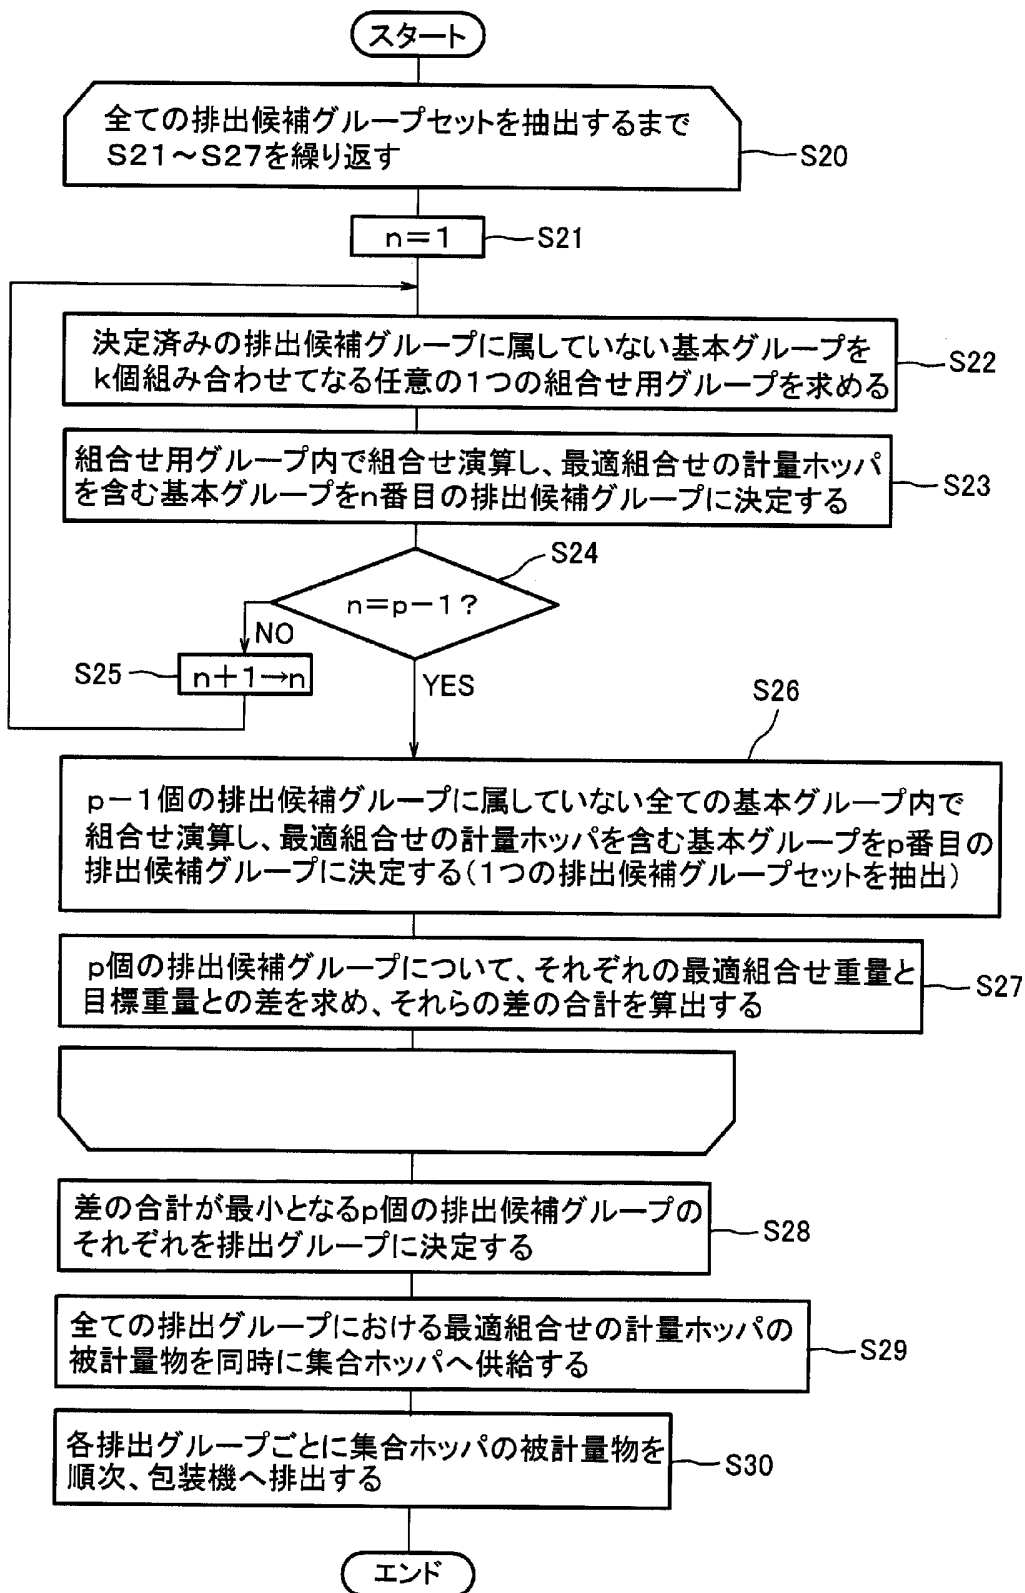 スタート
全ての排出候補グループセットを抽出するまで
S21～S27を繰り返す
S20
n＝1
S21
決定済みの排出候補グループに属していない基本グループを
k個組み合わせてなる任意の1つの組合せ用グループを求める
S22
組合せ用グループ内で組合せ演算し、最適組合せの計量ホッパ
を含む基本グループをn番目の排出候補グループに決定する
S23
S24
n＝p－1？
NO
S25
n＋1→n
YES
S26
p－1個の排出候補グループに属していない全ての基本グループ内で
組合せ演算し、最適組合せの計量ホッパを含む基本グループをp番目の
排出候補グループに決定する(1つの排出候補グループセットを抽出)
p個の排出候補グループについて、それぞれの最適組合せ重量と
目標重量との差を求め、それらの差の合計を算出する
S27
差の合計が最小となるp個の排出候補グループの
それぞれを排出グループに決定する
S28
全ての排出グループにおける最適組合せの計量ホッパの
被計量物を同時に集合ホッパへ供給する
S29
各排出グループごとに集合ホッパの被計量物を
順次、包装機へ排出する
S30
エンド